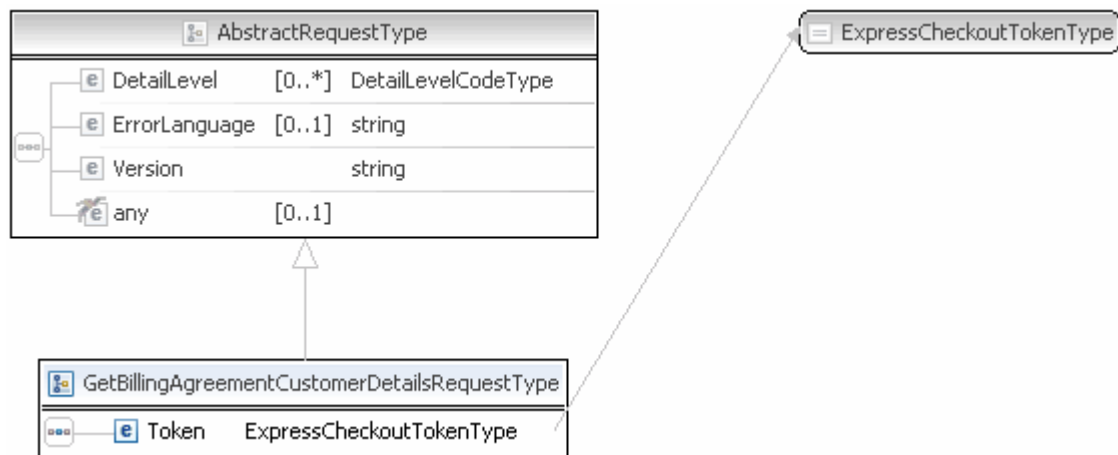 AbstractRequestType
ExpressCheckoutTokenType
e DetailLevel [0..*] DetailLevelCodeType
e ErrorLanguage [0..1] string
e Version string
e any [0..1]
GetBillingAgreementCustomerDetailsRequestType
e Token ExpressCheckoutTokenType